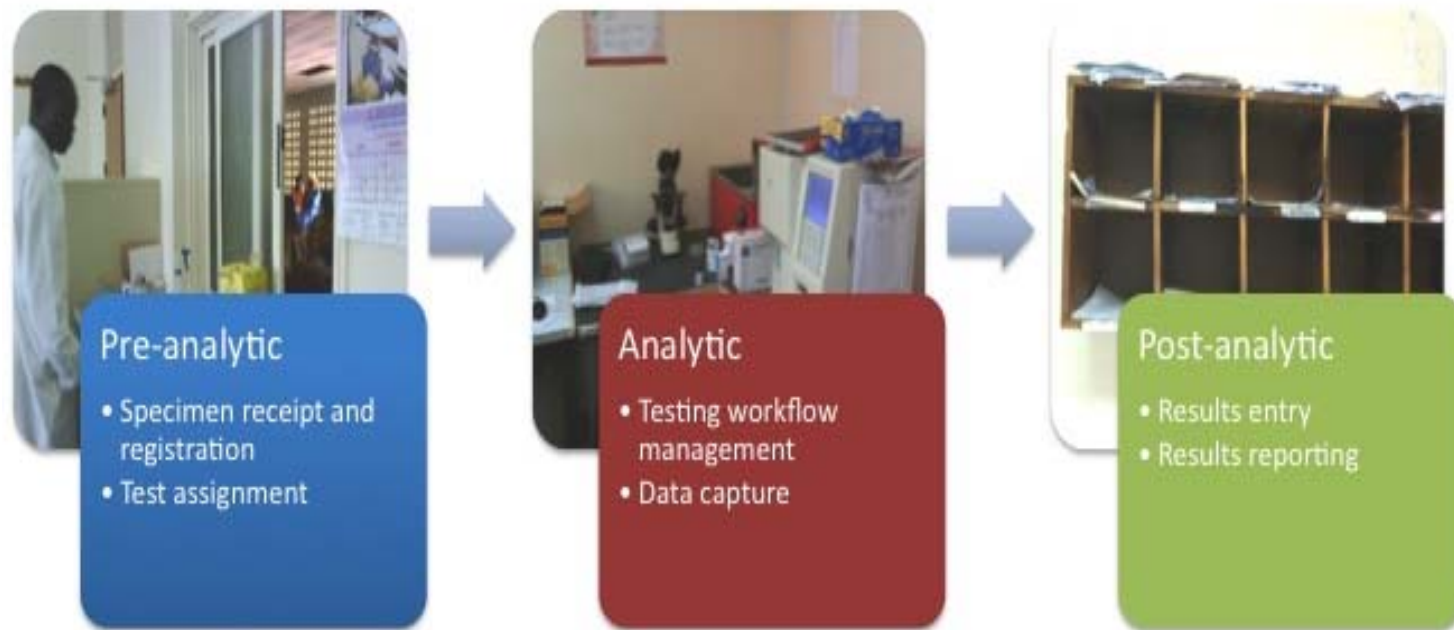 Pre-analytic
• Specimen receipt and
registration
• Test assignment
Analytic
• Testing workflow
management
• Data capture
Post-analytic
• Results entry
• Results reporting